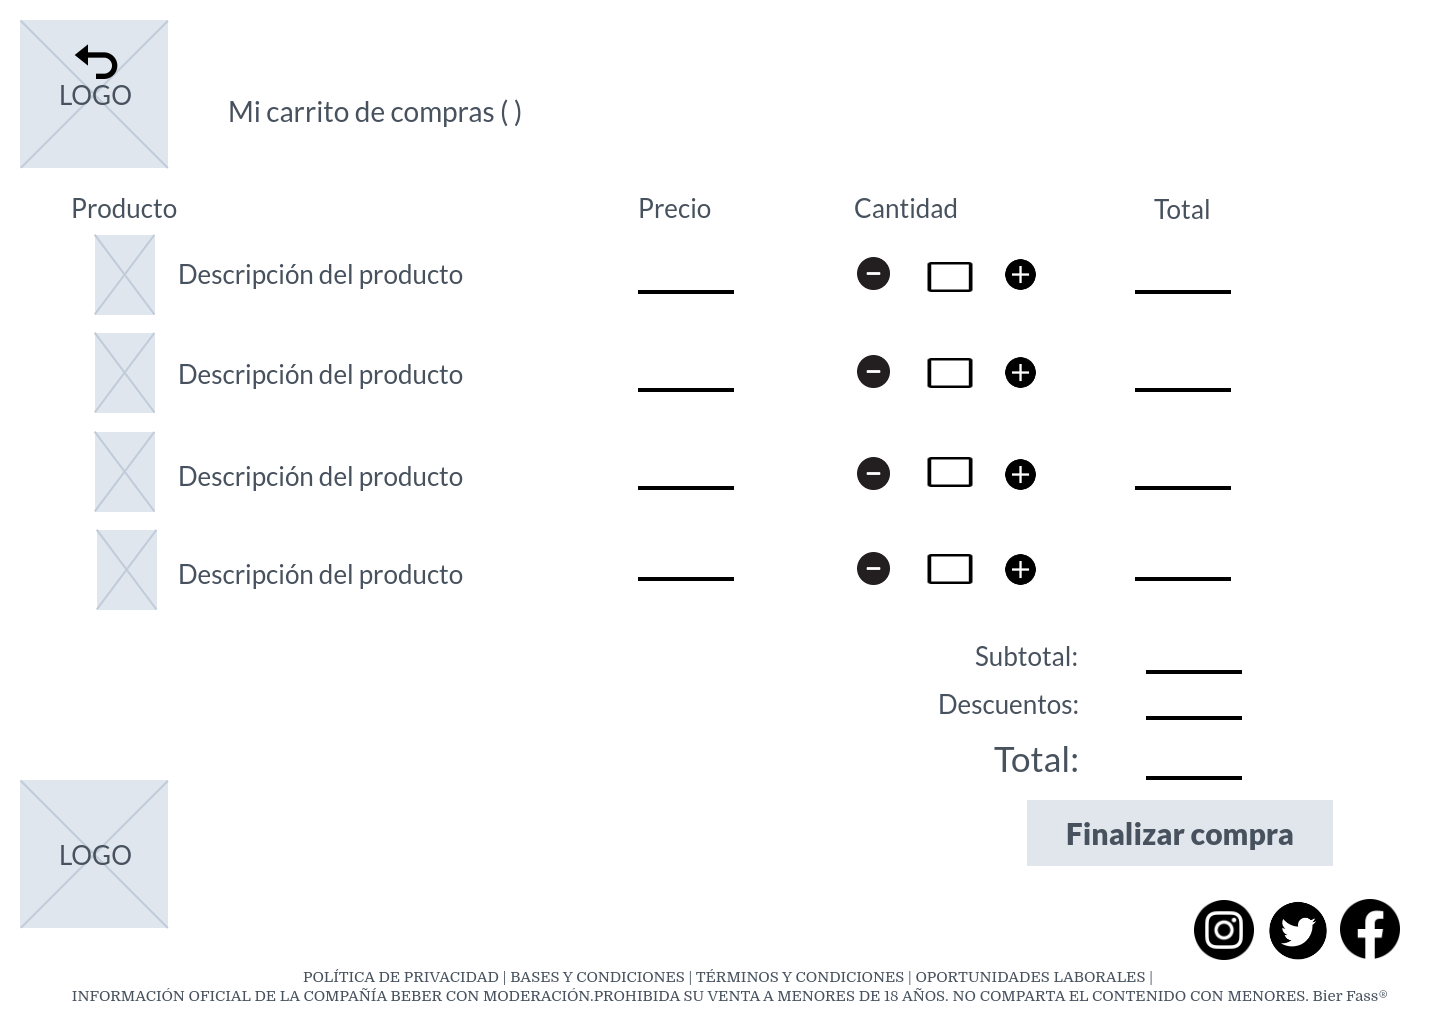 LOGO
Mi carrito de compras ( )
Producto Precio Cantidad Total
Descripción del producto
Descripción del producto
Descripción del producto
Descripción del producto
Subtotal:
Descuentos:
Total:
LOGO
Finalizar compra
POLÍTICA DE PRIVACIDAD | BASES Y CONDICIONES | TÉRMINOS Y CONDICIONES | OPORTUNIDADES LABORALES |
INFORMACIÓN OFICIAL DE LA COMPAÑÍA BEBER CON MODERACIÓN.PROHIBIDA SU VENTA A MENORES DE 18 AÑOS. NO COMPARTA EL CONTENIDO CON MENORES. Bier Fass®